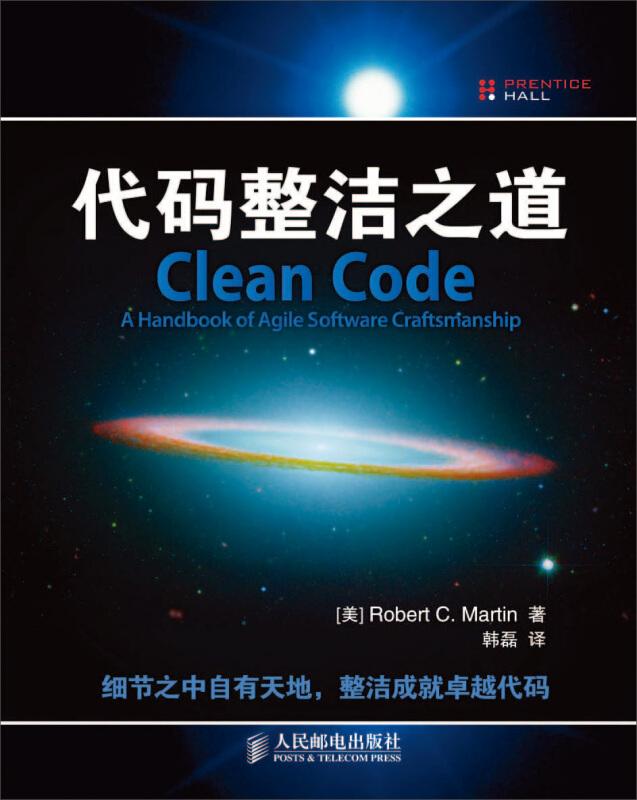 PRENTICE
HALL
代码整洁之道
Clean Code
A Handbook of Agile Software Craftsmanship
[美] Robert C. Martin 著
韩磊 译
细节之中自有天地，整洁成就卓越代码
人民邮电出版社
POSTS & TELECOM PRESS